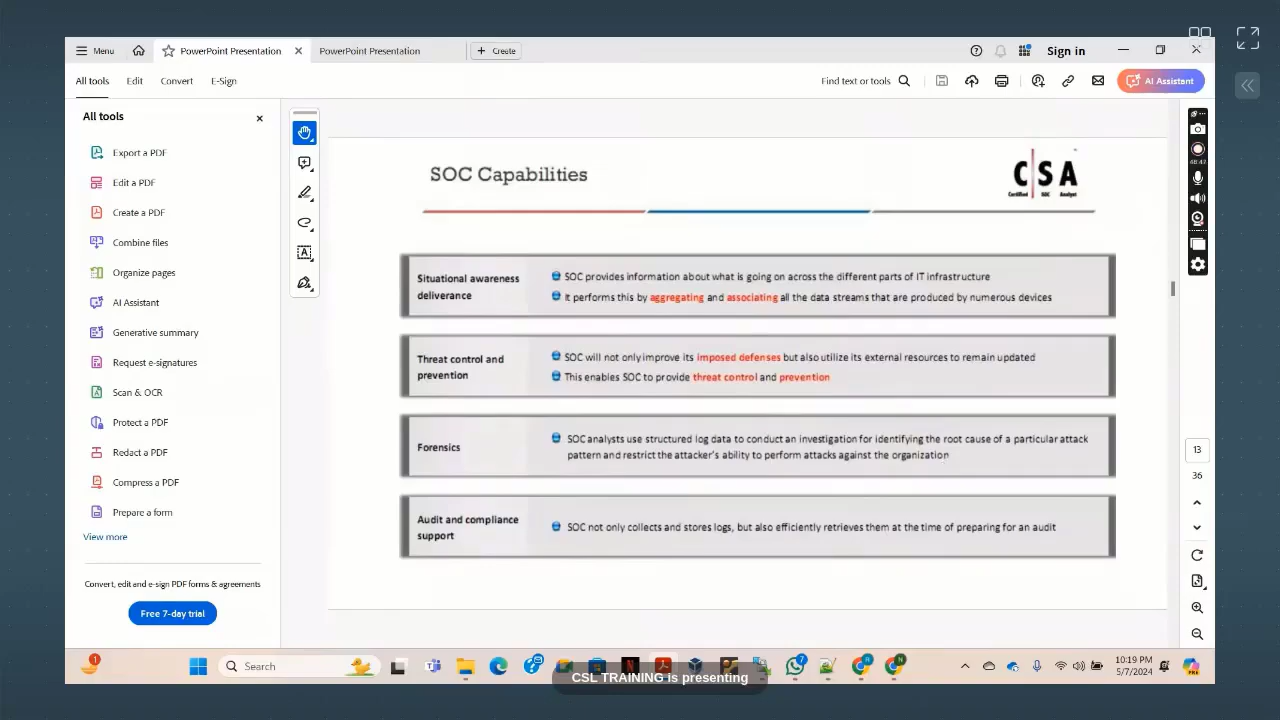 Menu
PowerPoint Presentation
PowerPoint Presentation
Create
Sign in
All tools
Edit
Convert
E-Sign
Find text or tools
AI Assistant
All tools
Export a PDF
Edit a PDF
Create a PDF
Combine files
Organize pages
AI Assistant
Generative summary
Request e-signatures
Scan & OCR
Protect a PDF
Redact a PDF
Compress a PDF
Prepare a form
View more
Convert, edit and e-sign PDF forms & agreements
Free 7-day trial
SOC Capabilities
CSA
Certified SOC Analyst
Situational awareness
deliverance
SOC provides information about what is going on across the different parts of IT infrastructure
It performs this by aggregating and associating all the data streams that are produced by numerous devices
Threat control and
prevention
SOC will not only improve its imposed defenses but also utilize its external resources to remain updated
This enables SOC to provide threat control and prevention
Forensics
SOC analysts use structured log data to conduct an investigation for identifying the root cause of a particular attack
pattern and restrict the attacker's ability to perform attacks against the organization
Audit and compliance
support
SOC not only collects and stores logs, but also efficiently retrieves them at the time of preparing for an audit
13
36
1
Search
10:19 PM
5/7/2024
CSL TRAINING is presenting